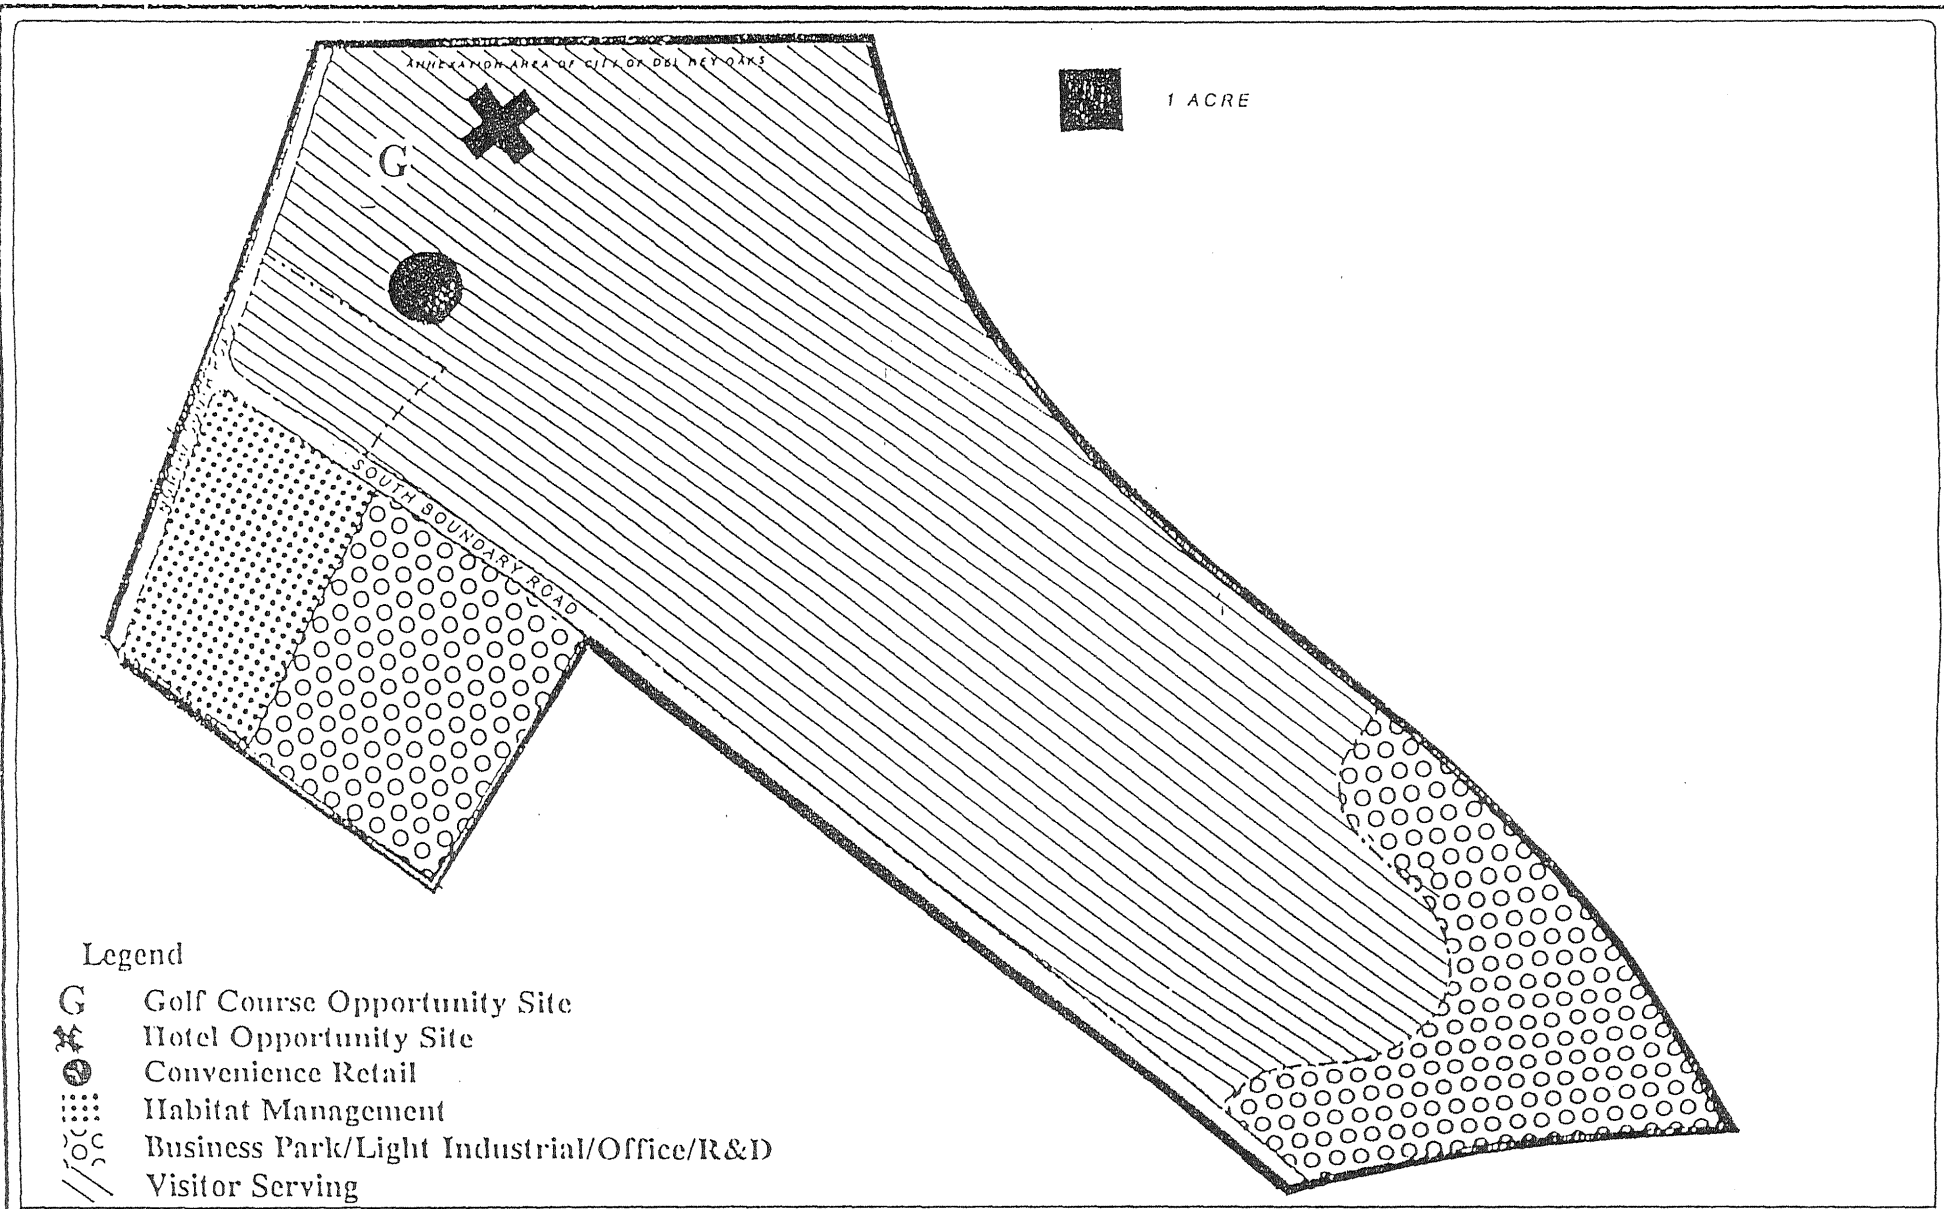 ANNEXATION AREA OF CITY OF DEL REY OAKS
1 ACRE
G
SOUTH BOUNDARY ROAD
Legend
G Golf Course Opportunity Site
Hotel Opportunity Site
Convenience Retail
Habitat Management
Business Park/Light Industrial/Office/R&D
Visitor Serving